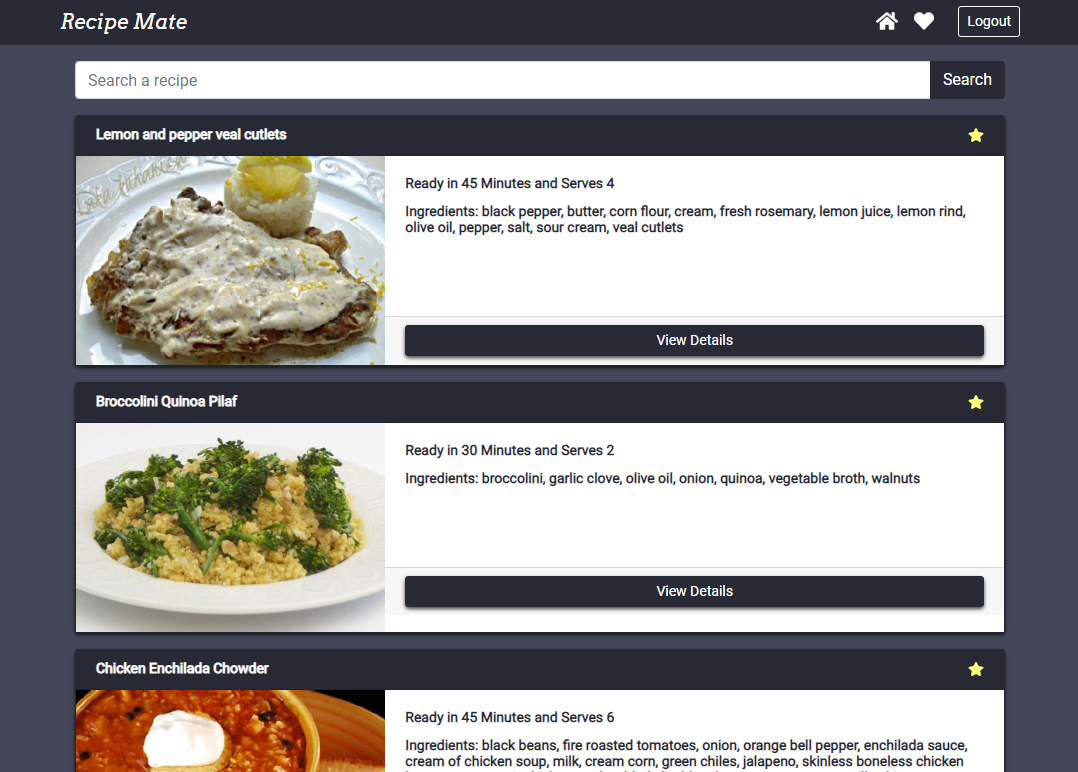 Recipe Mate
Logout
Search a recipe
Search
Lemon and pepper veal cutlets
Ready in 45 Minutes and Serves 4
Ingredients: black pepper, butter, corn flour, cream, fresh rosemary, lemon juice, lemon rind,
olive oil, pepper, salt, sour cream, veal cutlets
View Details
Broccolini Quinoa Pilaf
Ready in 30 Minutes and Serves 2
Ingredients: broccolini, garlic clove, olive oil, onion, quinoa, vegetable broth, walnuts
View Details
Chicken Enchilada Chowder
Ready in 45 Minutes and Serves 6
Ingredients: black beans, fire roasted tomatoes, onion, orange bell pepper, enchilada sauce,
cream of chicken soup, milk, cream corn, green chiles, jalapeno, skinless boneless chicken